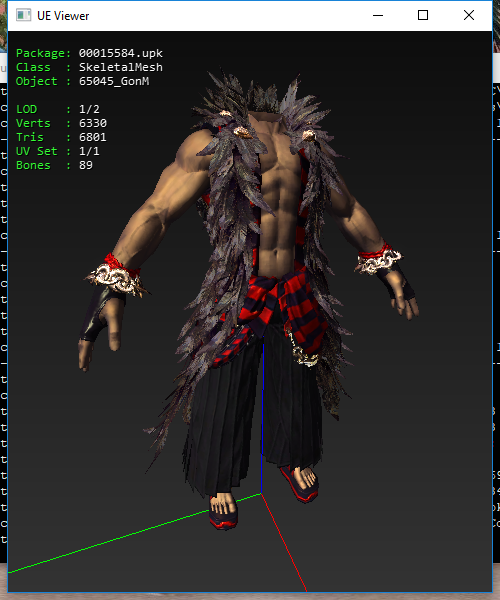 UE Viewer
Package: 00015584.upk
Class : SkeletalMesh
Object : 65045_GonM
LOD : 1/2
Verts : 6330
Tris : 6801
UV Set : 1/1
Bones : 89